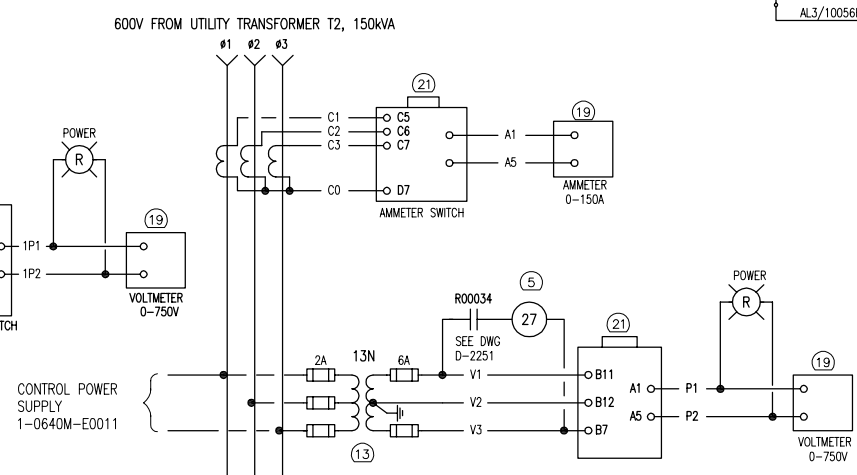 AL3/10056
600V FROM UTILITY TRANSFORMER T2, 150kVA
ø1 ø2 ø3
21
C1 C5
C2 C6
C3 C7
A1
A5
C0 D7
AMMETER SWITCH
19
AMMETER
0-150A
POWER
R
19
1P1
1P2
VOLTMETER
0-750V
TCH
5
R00034
27
SEE DWG
D-2251
21
POWER
R
2A 13N 6A
V1 B11
V2 B12
V3 B7
A1 P1
A5 P2
19
VOLTMETER
0-750V
CONTROL POWER
SUPPLY
1-0640M-E0011
13